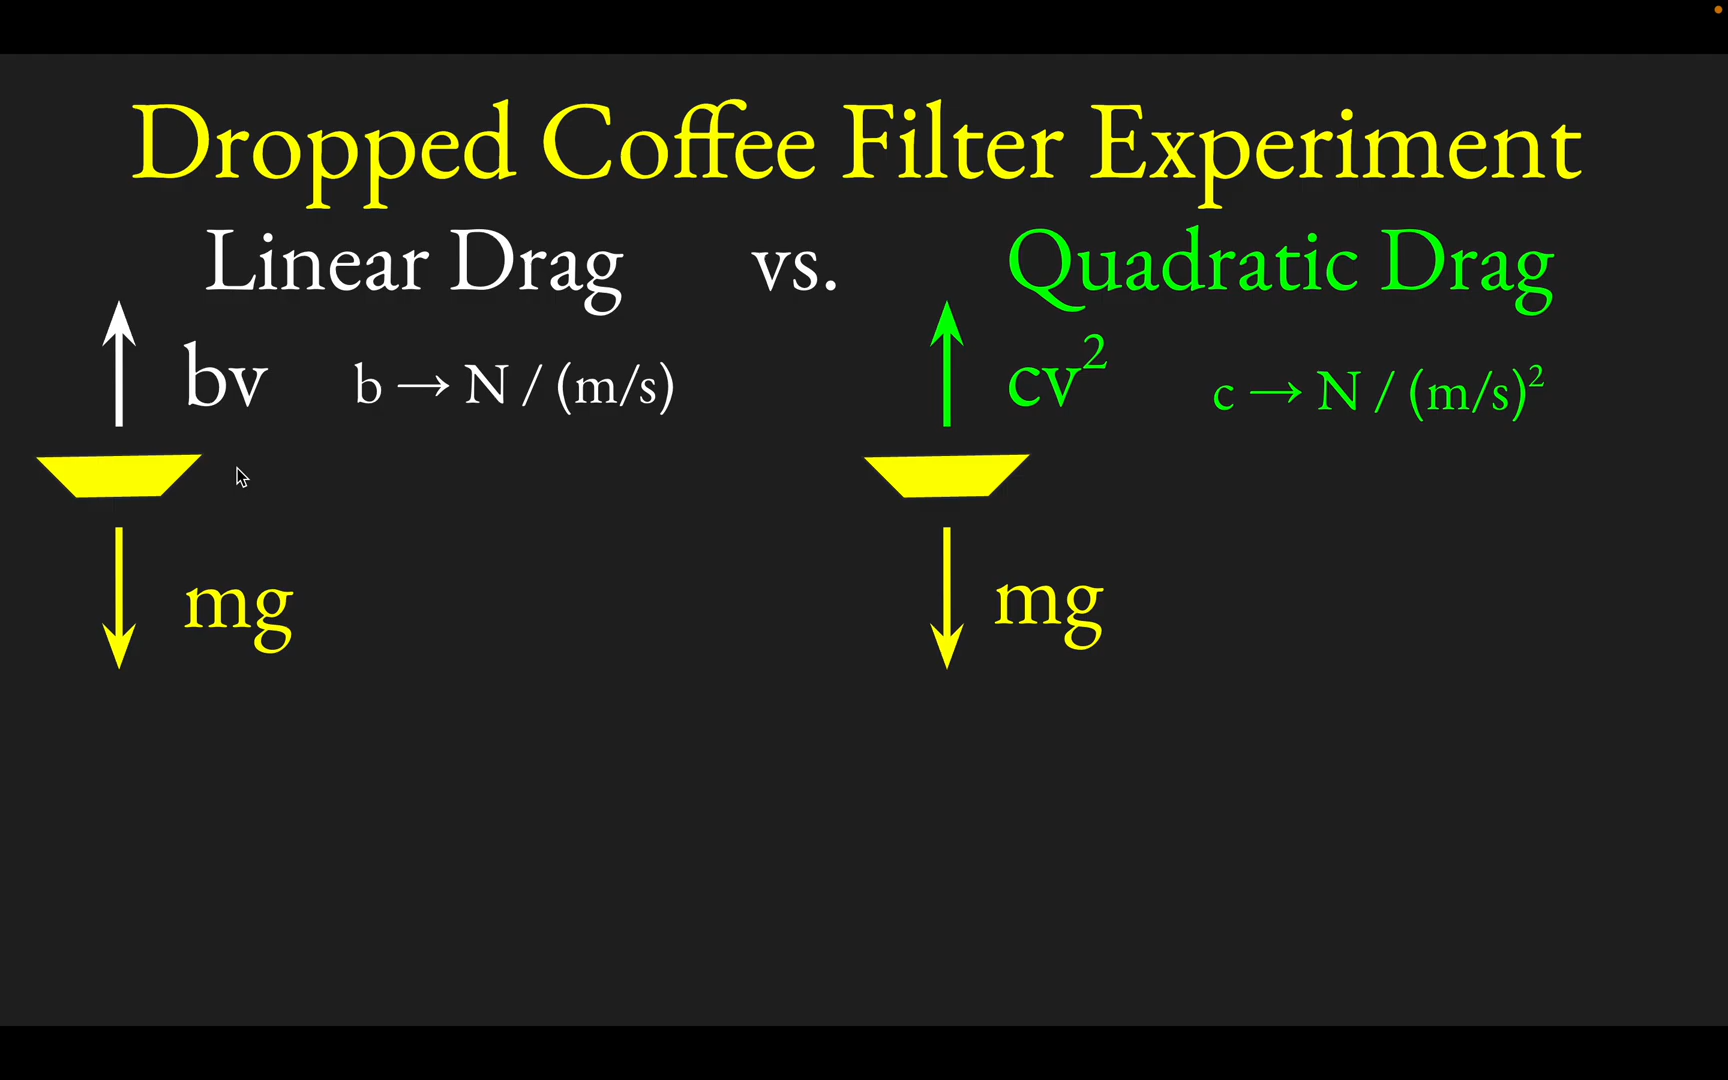 Dropped Coffee Filter Experiment
Linear Drag vs. Quadratic Drag
bv b → N / (m/s) cv² c → N / (m/s)²
mg mg